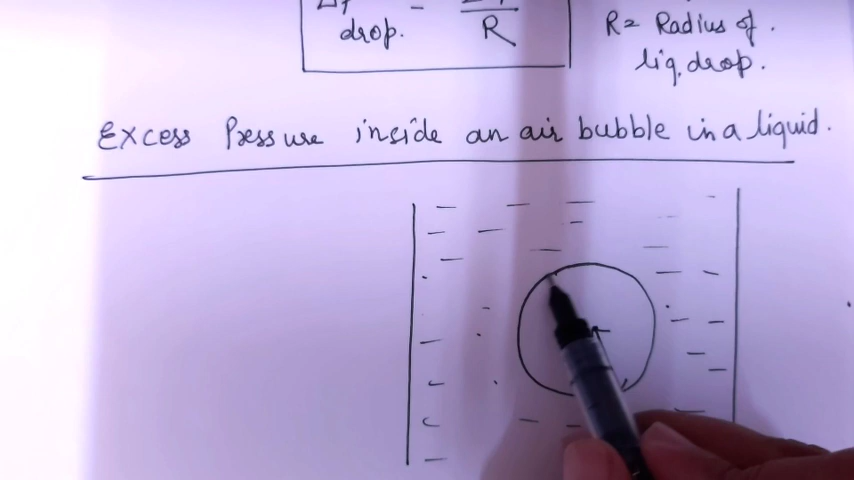 drop. = R
R= Radius of.
liq. drop.
Excess Pressure inside an air bubble in a liquid.